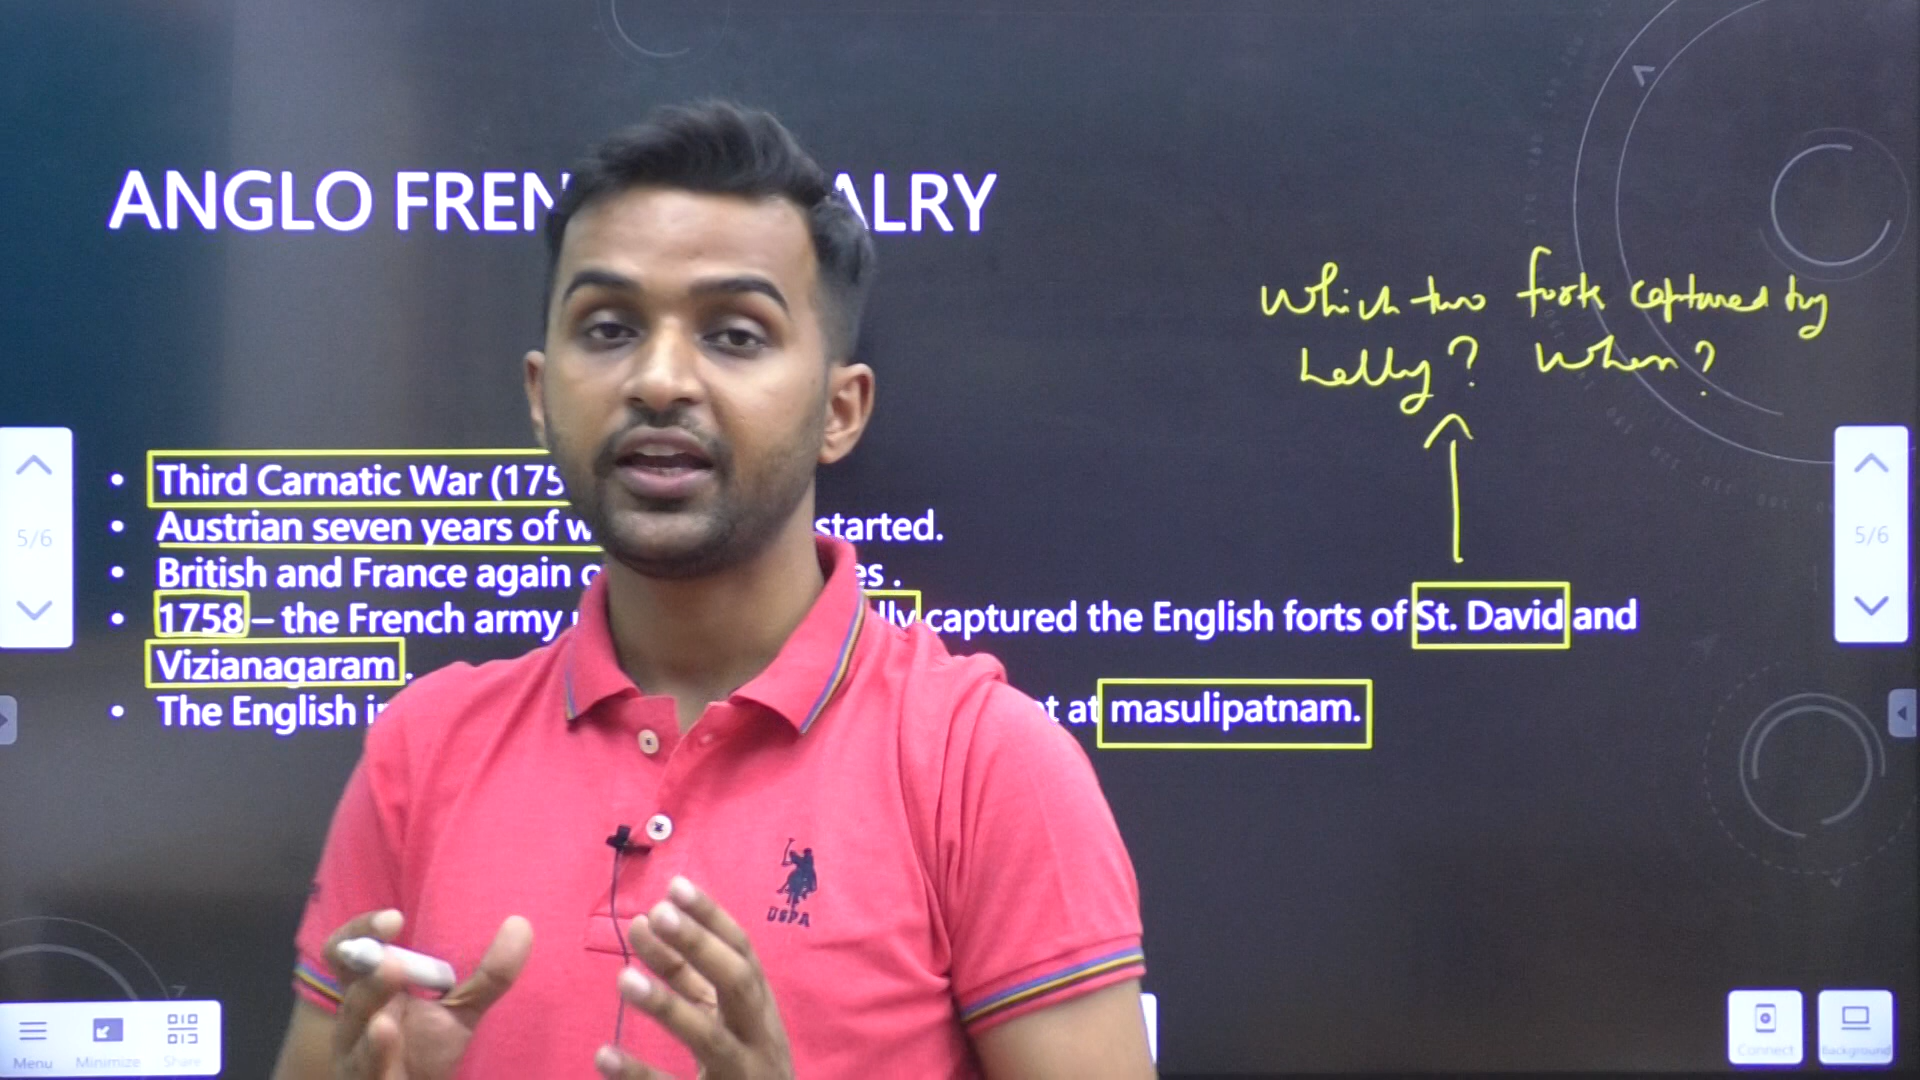 ANGLO FREN ALRY
Which two forts captured by
Lally? When?
• Third Carnatic War (175
• Austrian seven years of w started.
• British and France again es .
• 1758 – the French army lly captured the English forts of St. David and
Vizianagaram .
• The English i t at masulipatnam.
5/6
5/6
USPA
Menu
Minimize
Share
Connect
Background